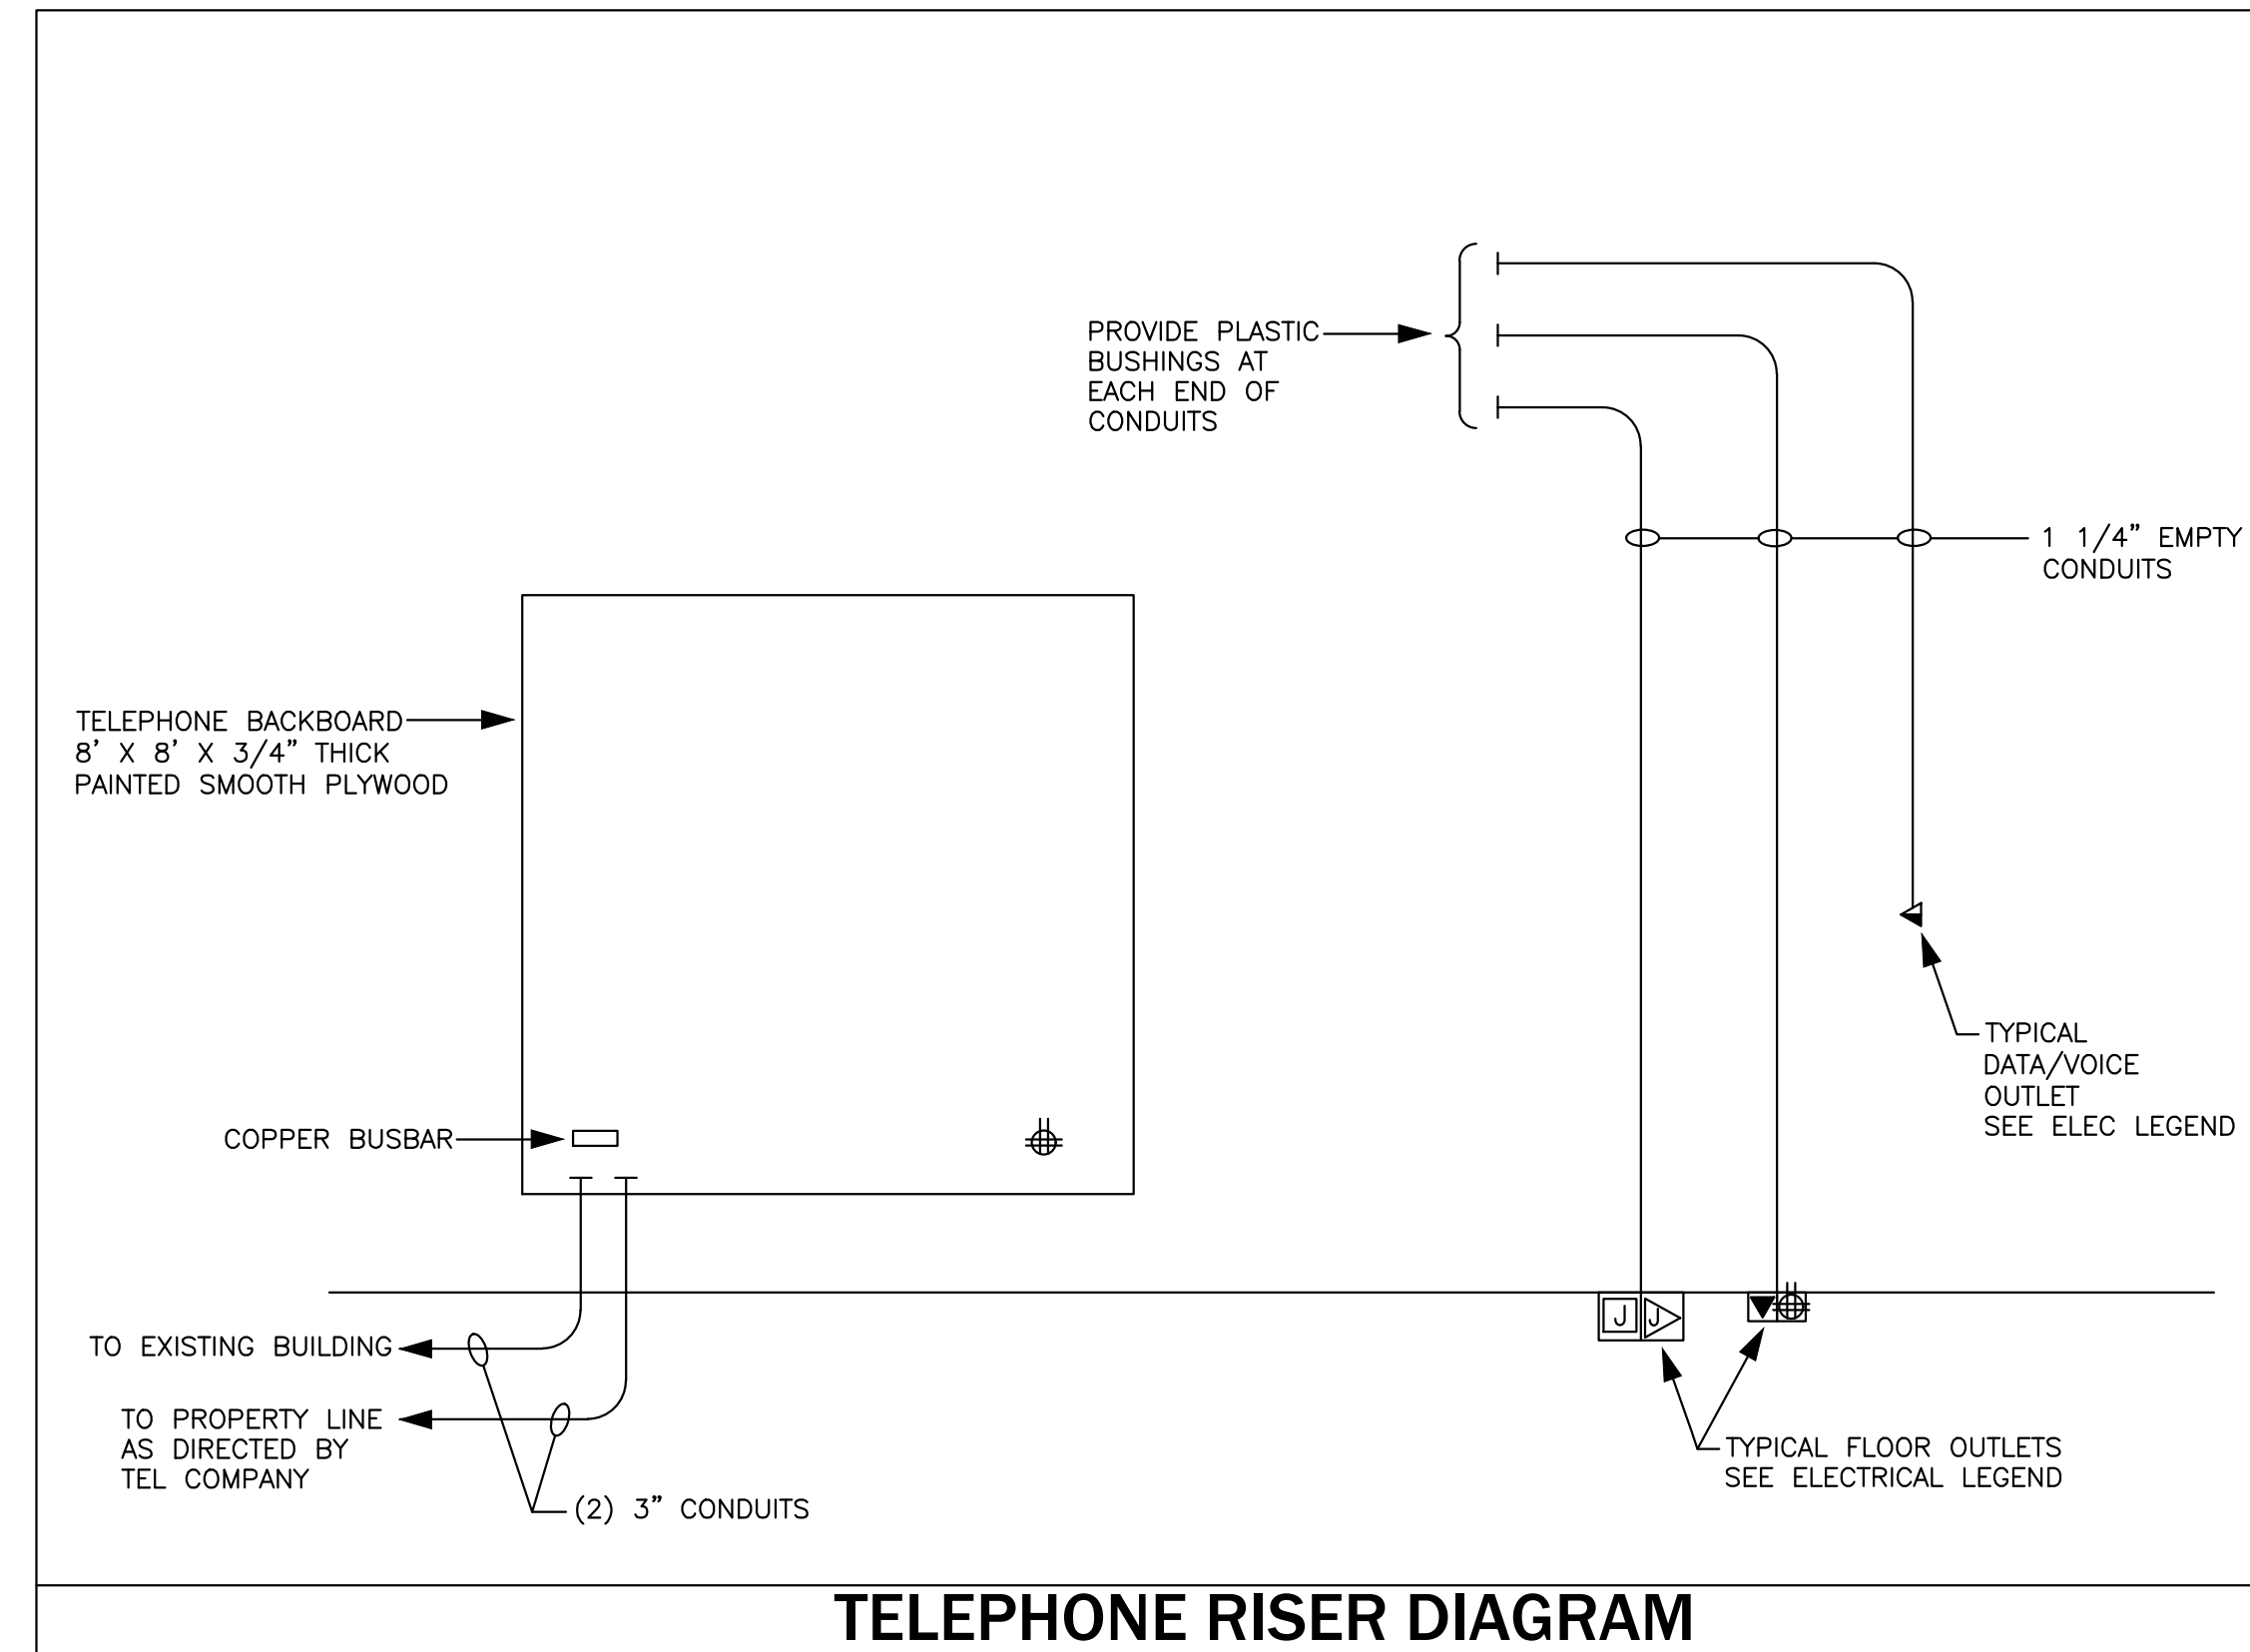 PROVIDE PLASTIC
BUSHINGS AT
EACH END OF
CONDUITS
1 1/4” EMPTY
CONDUITS
TELEPHONE BACKBOARD
8’ X 8’ X 3/4” THICK
PAINTED SMOOTH PLYWOOD
TYPICAL
DATA/VOICE
OUTLET
SEE ELEC LEGEND
COPPER BUSBAR
J J
TO EXISTING BUILDING
TO PROPERTY LINE
AS DIRECTED BY
TEL COMPANY
(2) 3” CONDUITS
TYPICAL FLOOR OUTLETS
SEE ELECTRICAL LEGEND
TELEPHONE RISER DIAGRAM